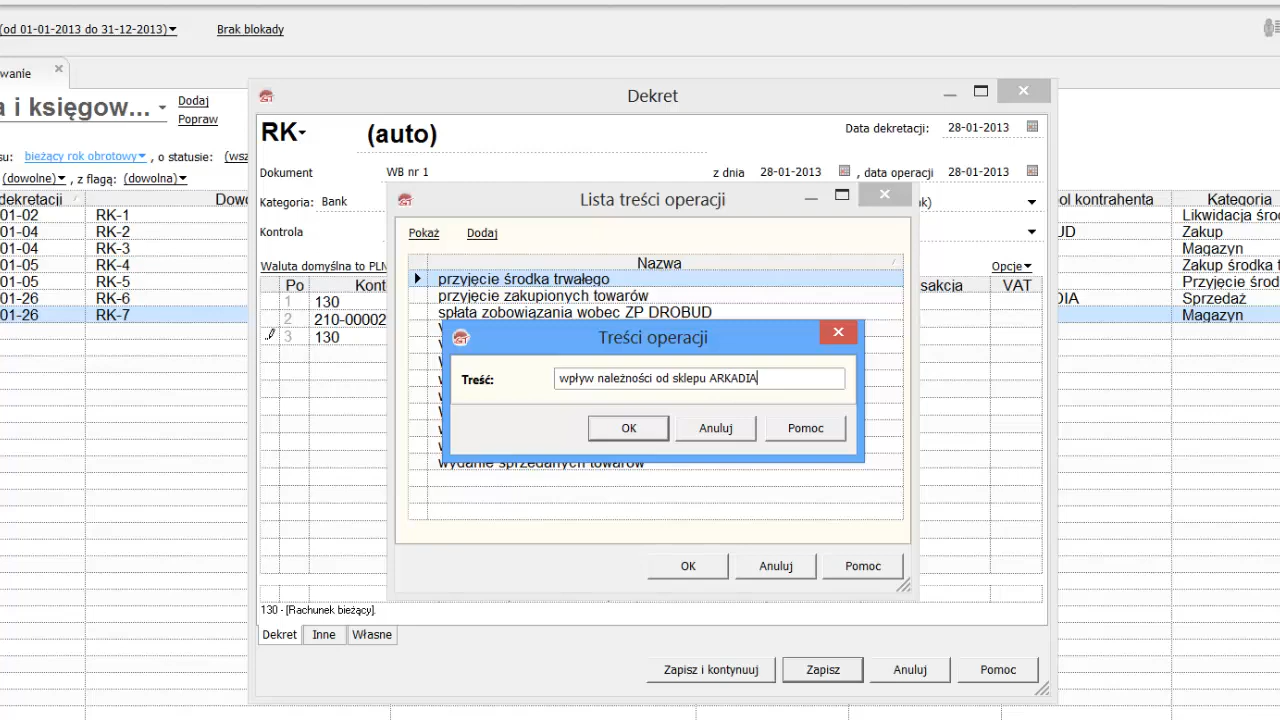 (od 01-01-2013 do 31-12-2013) Brak blokady
wanie
a i księgow... Dodaj
Popraw
su: bieżący rok obrotowy , o statusie: (wsz
(dowolne) , z flagą: (dowolna)
dekretacji Dowo
01-02 RK-1
01-04 RK-2
01-04 RK-3
01-05 RK-4
01-05 RK-5
01-26 RK-6
01-26 RK-7
Dekret
RK- (auto) Data dekretacji: 28-01-2013
Dokument WB nr 1 z dnia 28-01-2013 , data operacji 28-01-2013
Kategoria: Bank k)
Kontrola
Waluta domyślna to PLN Opcje
Po Kont sakcja VAT
1 130
2 210-00002
3 130
130 - [Rachunek bieżący].
Dekret Inne Własne
Zapisz i kontynuuj Zapisz Anuluj Pomoc
Lista treści operacji
Pokaż Dodaj
Nazwa
przyjęcie środka trwałego
przyjęcie zakupionych towarów
spłata zobowiązania wobec ZP DROBUD
wydanie sprzedanych towarów
OK Anuluj Pomoc
Treści operacji
Treść: wpływ należności od sklepu ARKADIA
OK Anuluj Pomoc
ol kontrahenta Kategoria
Likwidacja śro
UD Zakup
Magazyn
Zakup środka t
Przyjęcie środ
DIA Sprzedaż
Magazyn